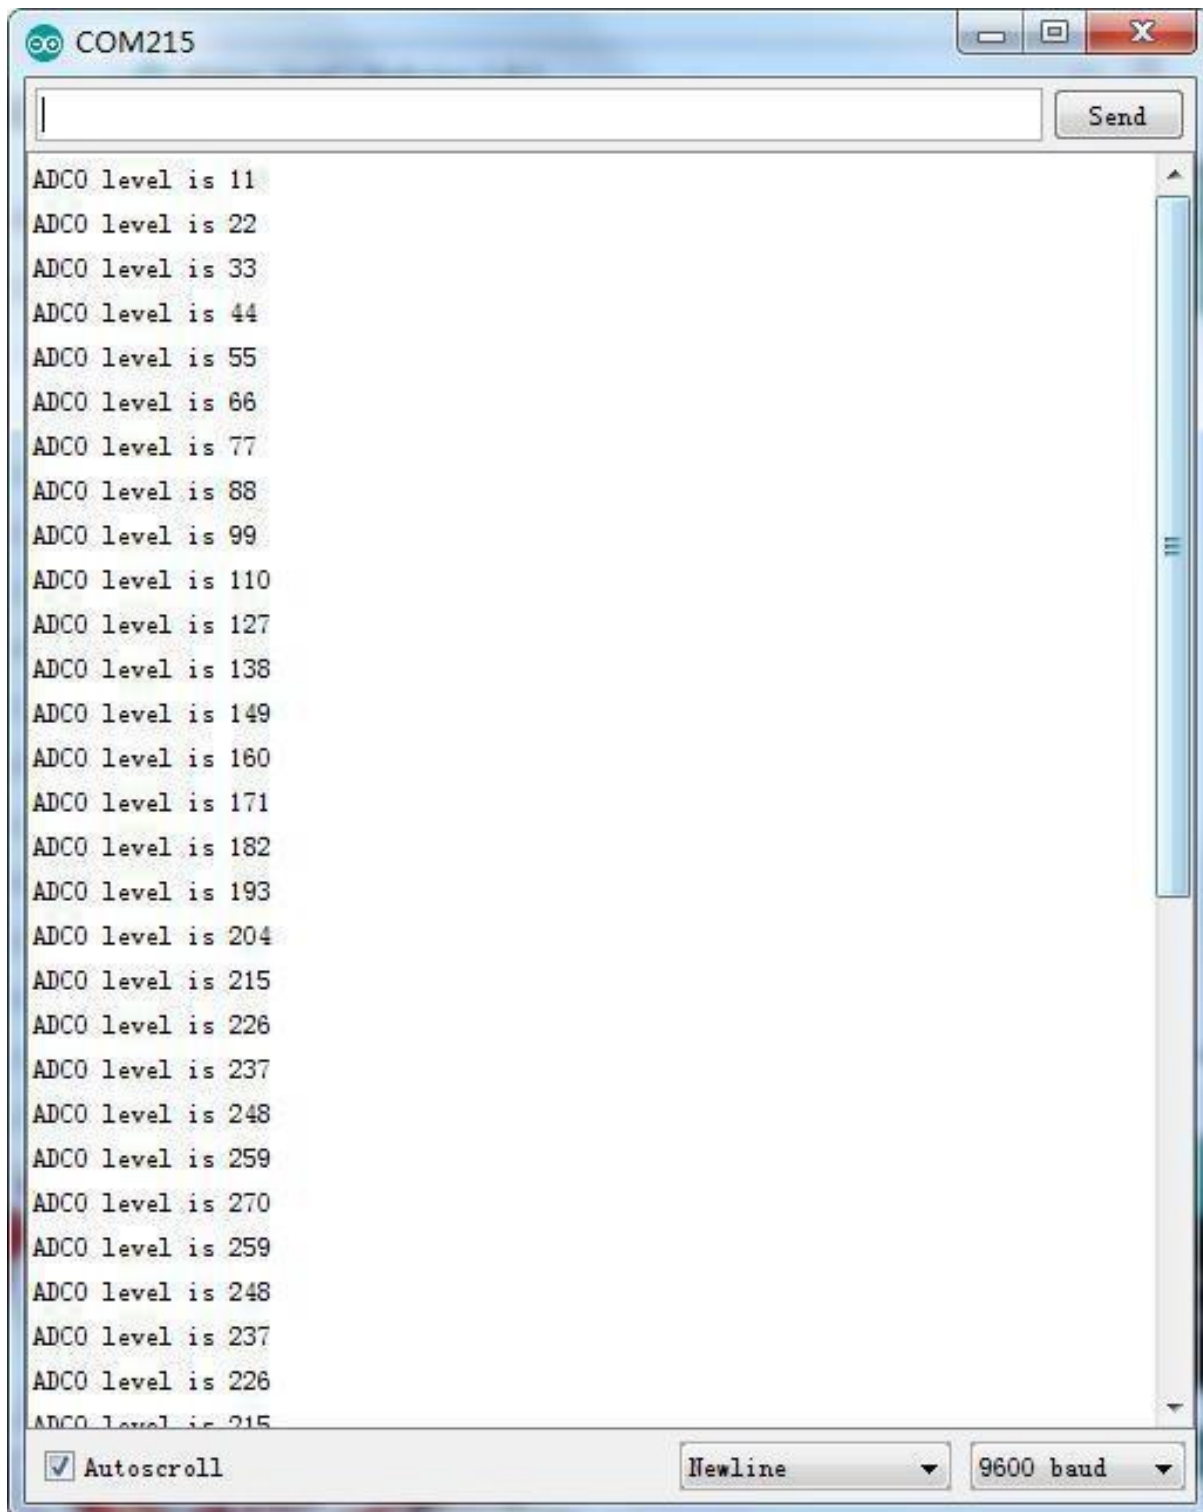 COM215
Send
ADC0 level is 11
ADC0 level is 22
ADC0 level is 33
ADC0 level is 44
ADC0 level is 55
ADC0 level is 66
ADC0 level is 77
ADC0 level is 88
ADC0 level is 99
ADC0 level is 110
ADC0 level is 127
ADC0 level is 138
ADC0 level is 149
ADC0 level is 160
ADC0 level is 171
ADC0 level is 182
ADC0 level is 193
ADC0 level is 204
ADC0 level is 215
ADC0 level is 226
ADC0 level is 237
ADC0 level is 248
ADC0 level is 259
ADC0 level is 270
ADC0 level is 259
ADC0 level is 248
ADC0 level is 237
ADC0 level is 226
ADC0 level is 215
Autoscroll
Newline
9600 baud